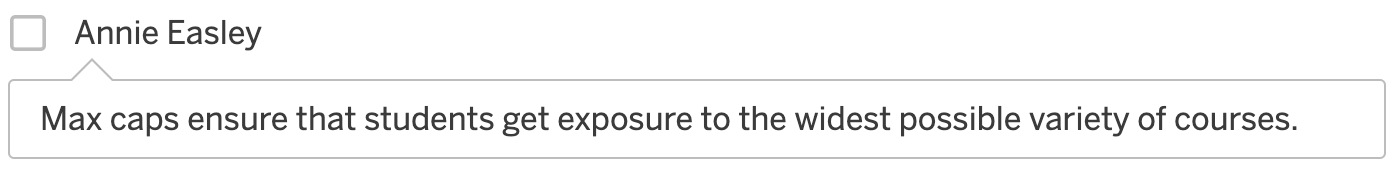 Annie Easley
Max caps ensure that students get exposure to the widest possible variety of courses.